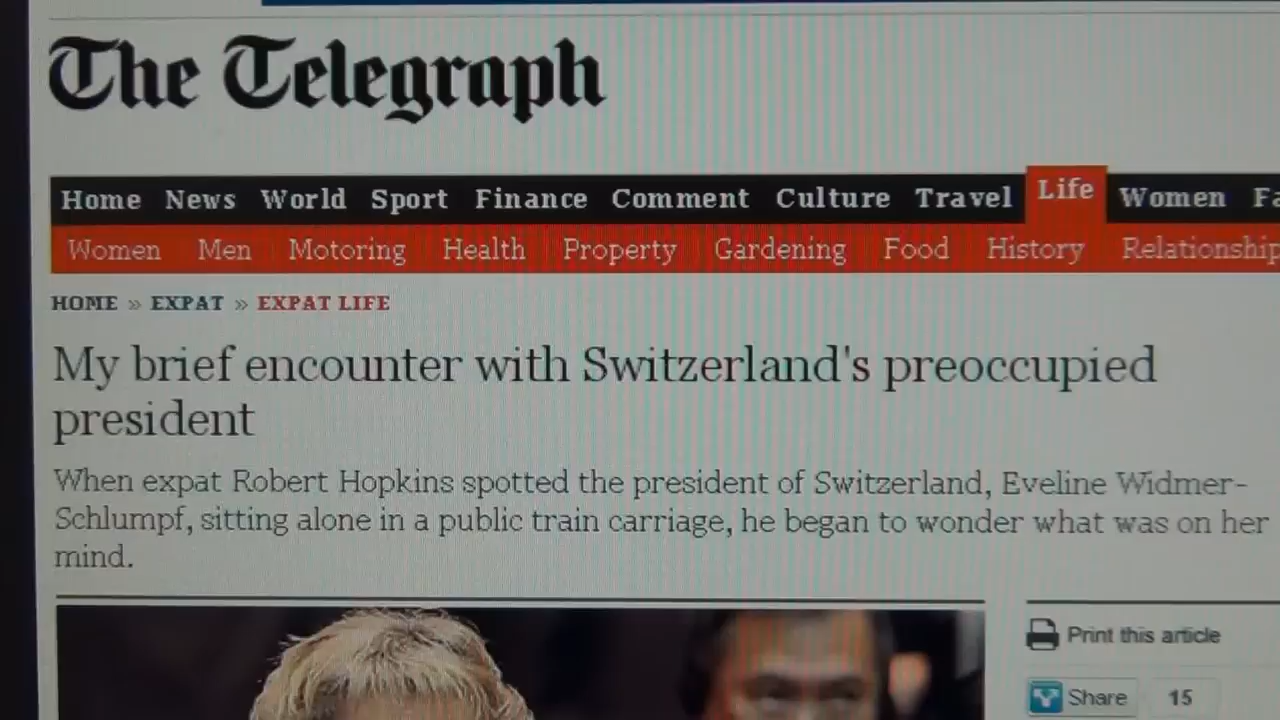 The Telegraph
Home News World Sport Finance Comment Culture Travel Life Women
Women Men Motoring Health Property Gardening Food History Relationship
HOME » EXPAT » EXPAT LIFE
My brief encounter with Switzerland's preoccupied
president
When expat Robert Hopkins spotted the president of Switzerland, Eveline Widmer-
Schlumpf, sitting alone in a public train carriage, he began to wonder what was on her
mind.
Print this article
Share 15